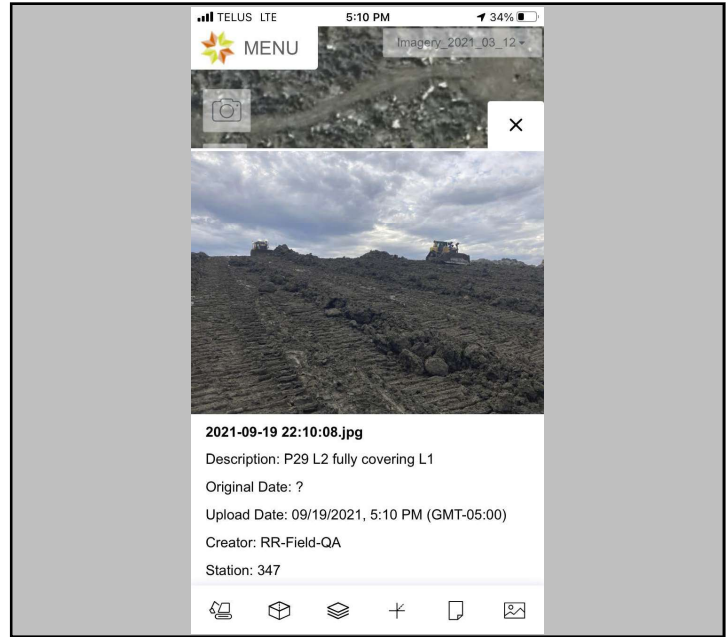 TELUS LTE 5:10 PM 34%
MENU
Imagery_2021_03_12
2021-09-19 22:10:08.jpg
Description: P29 L2 fully covering L1
Original Date: ?
Upload Date: 09/19/2021, 5:10 PM (GMT-05:00)
Creator: RR-Field-QA
Station: 347